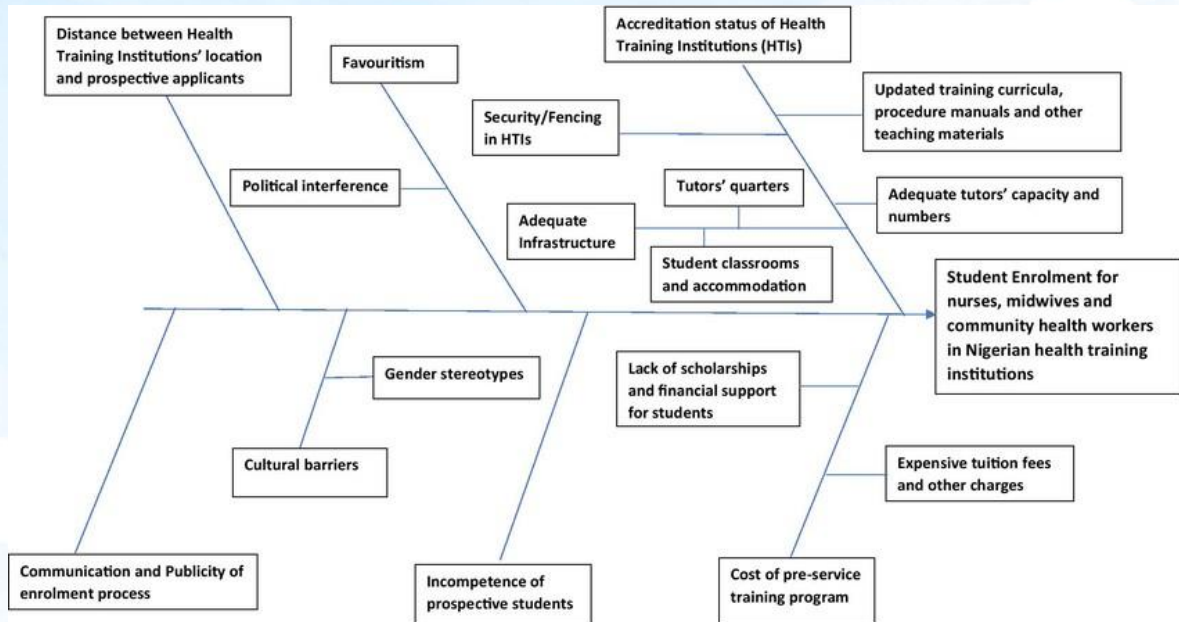 Distance between Health
Training Institutions' location
and prospective applicants
Favouritism
Accreditation status of Health
Training Institutions (HTIs)
Updated training curricula,
procedure manuals and other
teaching materials
Security/Fencing
in HTIs
Political interference
Tutors' quarters
Adequate tutors' capacity and
numbers
Adequate
Infrastructure
Student classrooms
and accommodation
Student Enrolment for
nurses, midwives and
community health workers
in Nigerian health training
institutions
Gender stereotypes
Lack of scholarships
and financial support
for students
Cultural barriers
Expensive tuition fees
and other charges
Communication and Publicity of
enrolment process
Incompetence of
prospective students
Cost of pre-service
training program